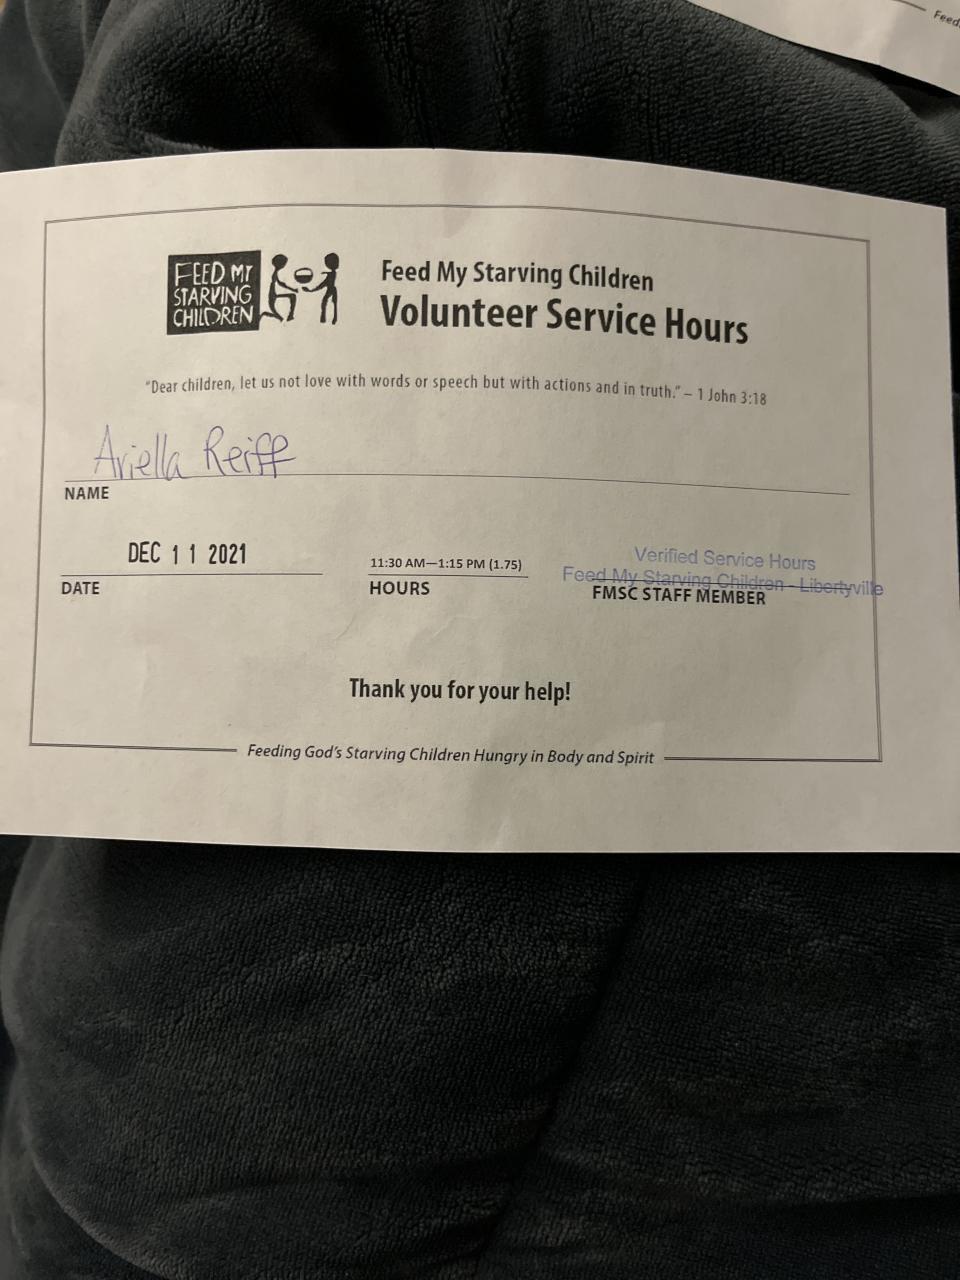 Feed
FEED MY
STARVING
CHILDREN
Feed My Starving Children
Volunteer Service Hours
"Dear children, let us not love with words or speech but with actions and in truth." – 1 John 3:18
Ariella Reiff
NAME
DEC 11 2021
DATE
11:30 AM—1:15 PM (1.75)
HOURS
Verified Service Hours
Feed My Starving Children - Libertyville
FMSC STAFF MEMBER
Thank you for your help!
Feeding God's Starving Children Hungry in Body and Spirit